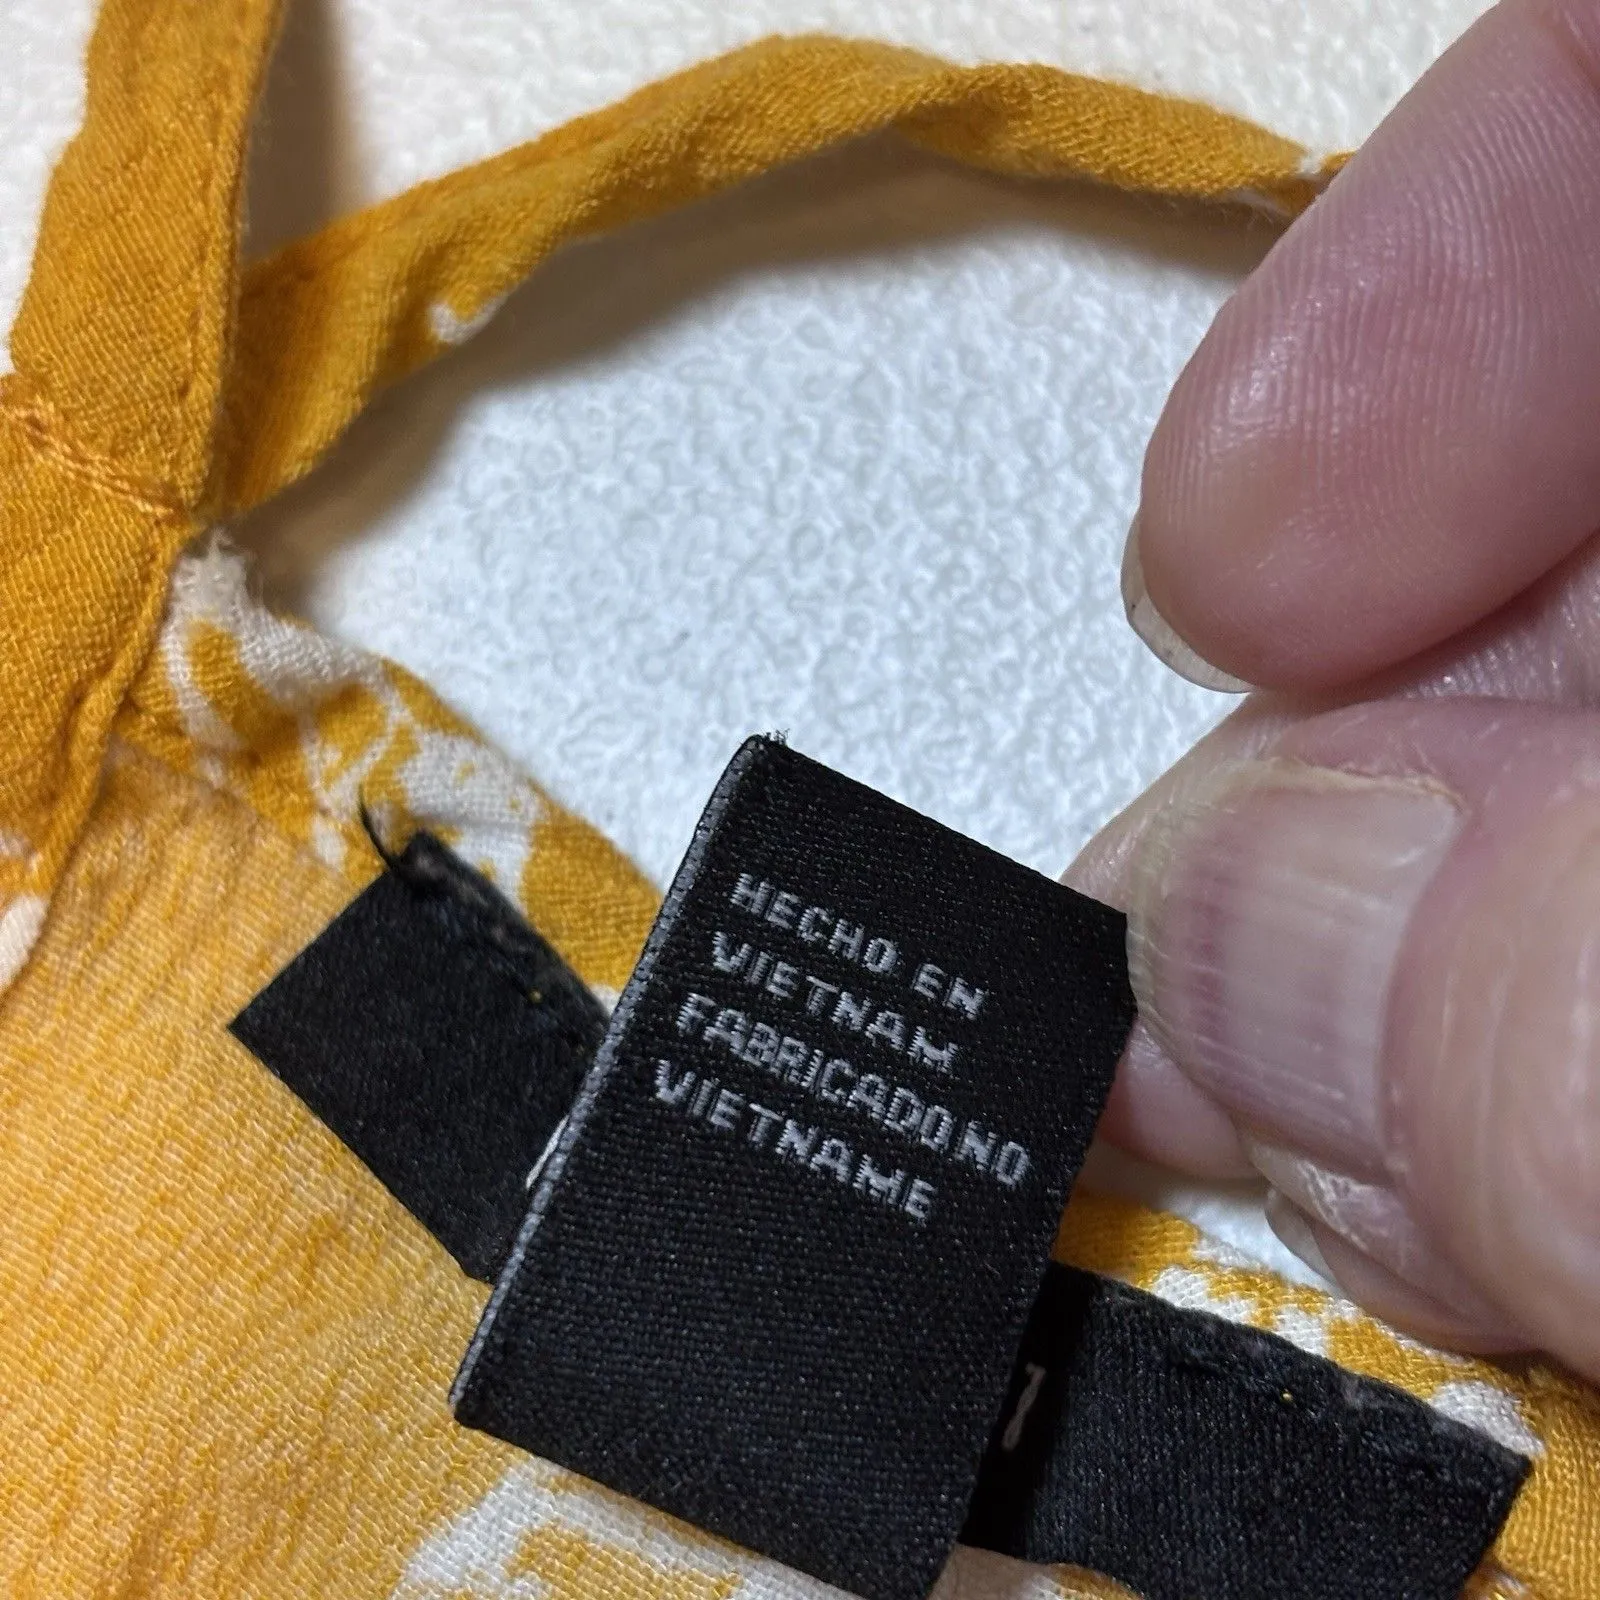 HECHO EN
VIETNAM
FABRICADO NO
VIETNAME